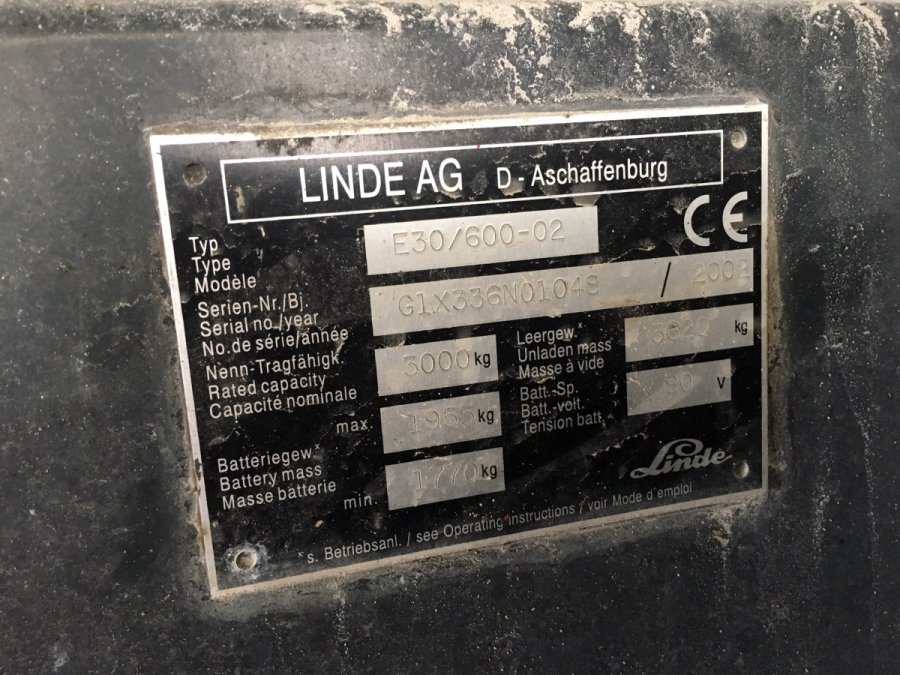 LINDE AG D - Aschaffenburg
Typ
Type
Modèle
E30/600-02
CE
Serien-Nr./Bj.
Serial no./year
No. de série/année
G1X336N01048 / 2002
Nenn-Tragfähigk.
Rated capacity
Capacité nominale
3000 kg
Leergew.*
Unladen mass
Masse à vide
3820 kg
Batteriegew*
Battery mass
Masse batterie
max 1955 kg
min. 1770 kg
Batt.-Sp.
Batt.-volt.
Tension batt.
80 V
Linde
*s. Betriebsanl. / see Operating instructions / voir Mode d'emploi